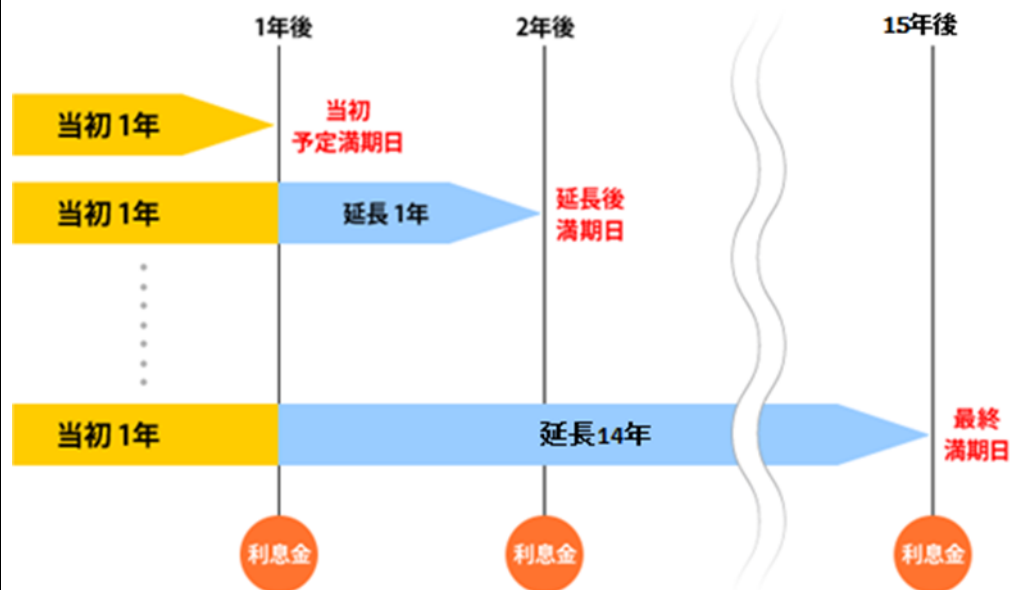 1年後
2年後
15年後
当初 1年
当初
予定満期日
当初 1年
延長 1年
延長後
満期日
当初 1年
延長14年
最終
満期日
利息金
利息金
利息金